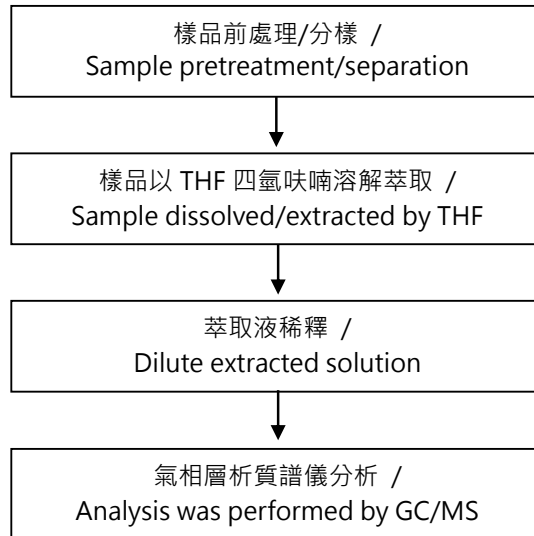 樣品前處理/分樣 /
Sample pretreatment/separation
樣品以 THF 四氫呋喃溶解萃取 /
Sample dissolved/extracted by THF
萃取液稀釋 /
Dilute extracted solution
氣相層析質譜儀分析 /
Analysis was performed by GC/MS